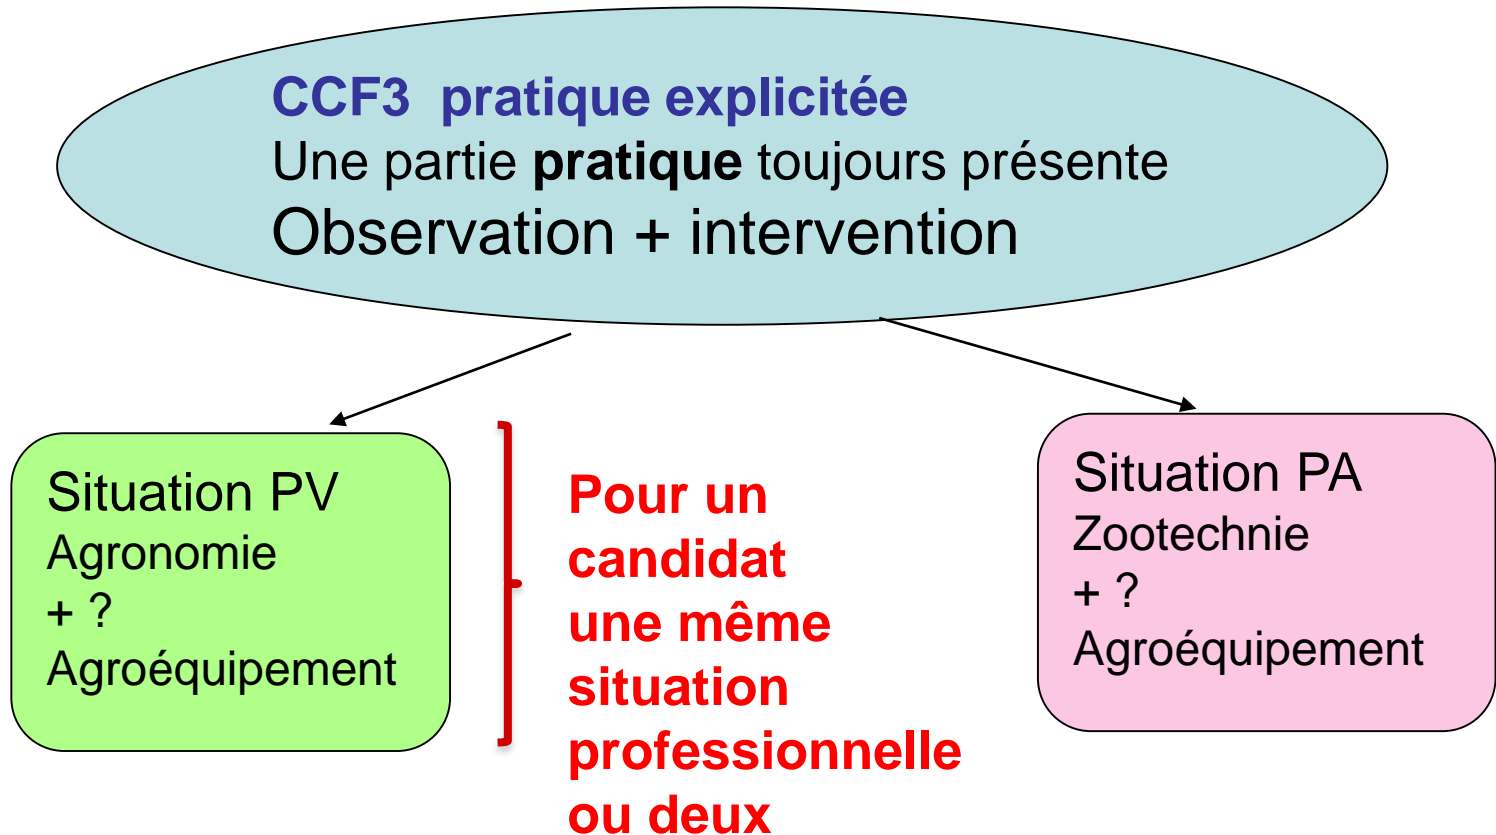 CCF3 pratique explicitée
Une partie pratique toujours présente
Observation + intervention
Situation PV
Agronomie
+ ?
Agroéquipement
Pour un
candidat
une même
situation
professionnelle
ou deux
Situation PA
Zootechnie
+ ?
Agroéquipement